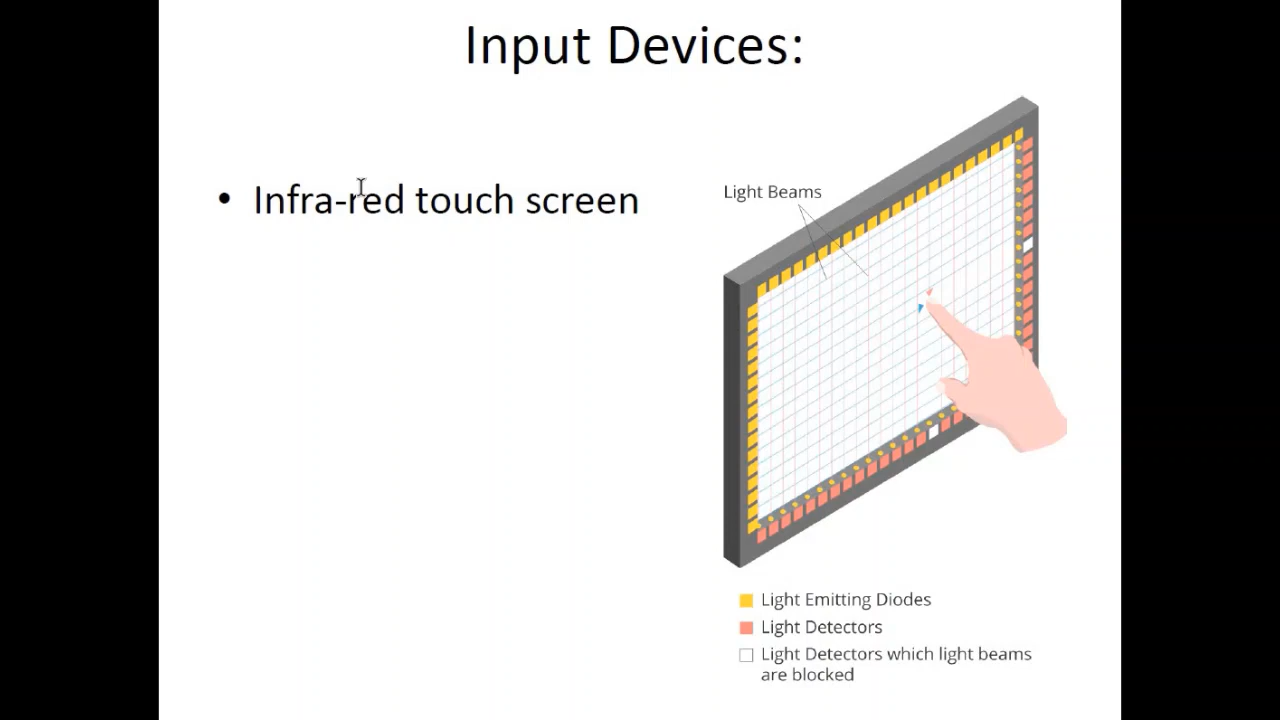 Input Devices:
• Infra-red touch screen
Light Beams
Light Emitting Diodes
Light Detectors
Light Detectors which light beams
are blocked